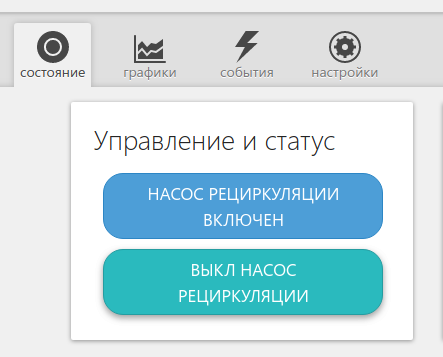 состояние графики события настройки
Управление и статус
НАСОС РЕЦИРКУЛЯЦИИ
ВКЛЮЧЕН
ВЫКЛ НАСОС
РЕЦИРКУЛЯЦИИ